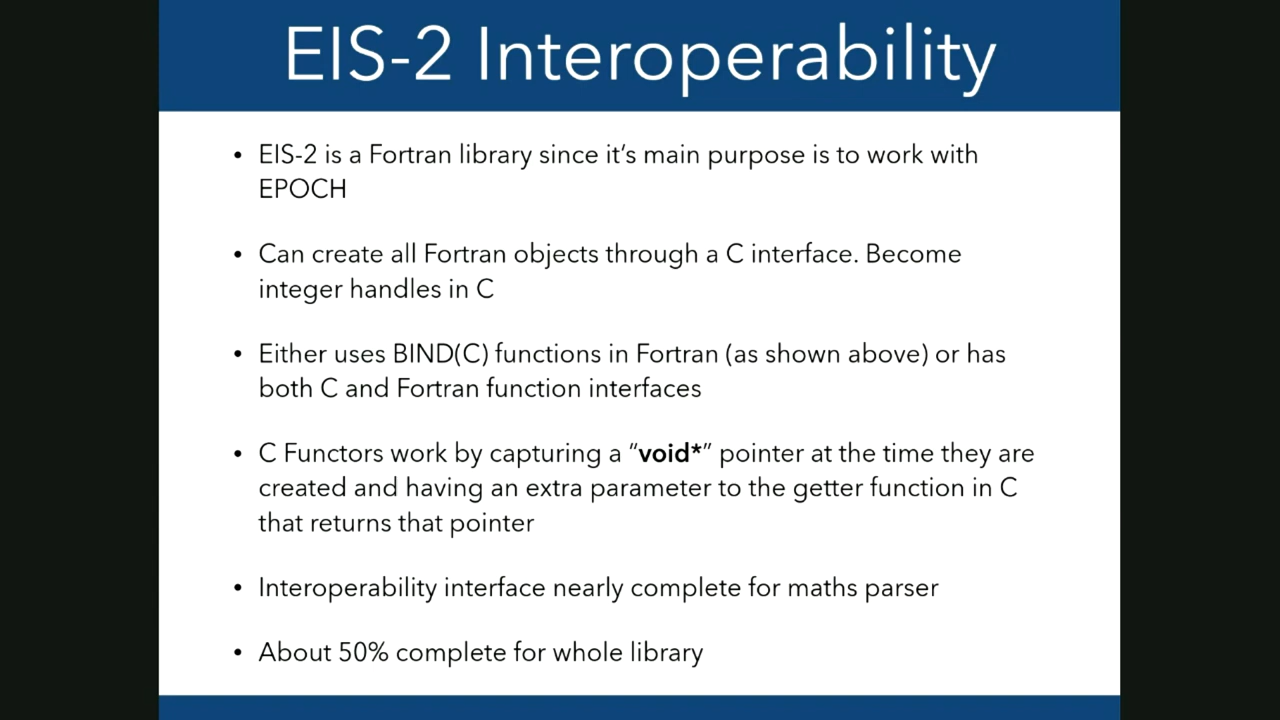 EIS-2 Interoperability
• EIS-2 is a Fortran library since it‘s main purpose is to work with
EPOCH
• Can create all Fortran objects through a C interface. Become
integer handles in C
• Either uses BIND(C) functions in Fortran (as shown above) or has
both C and Fortran function interfaces
• C Functors work by capturing a “void*” pointer at the time they are
created and having an extra parameter to the getter function in C
that returns that pointer
• Interoperability interface nearly complete for maths parser
• About 50% complete for whole library